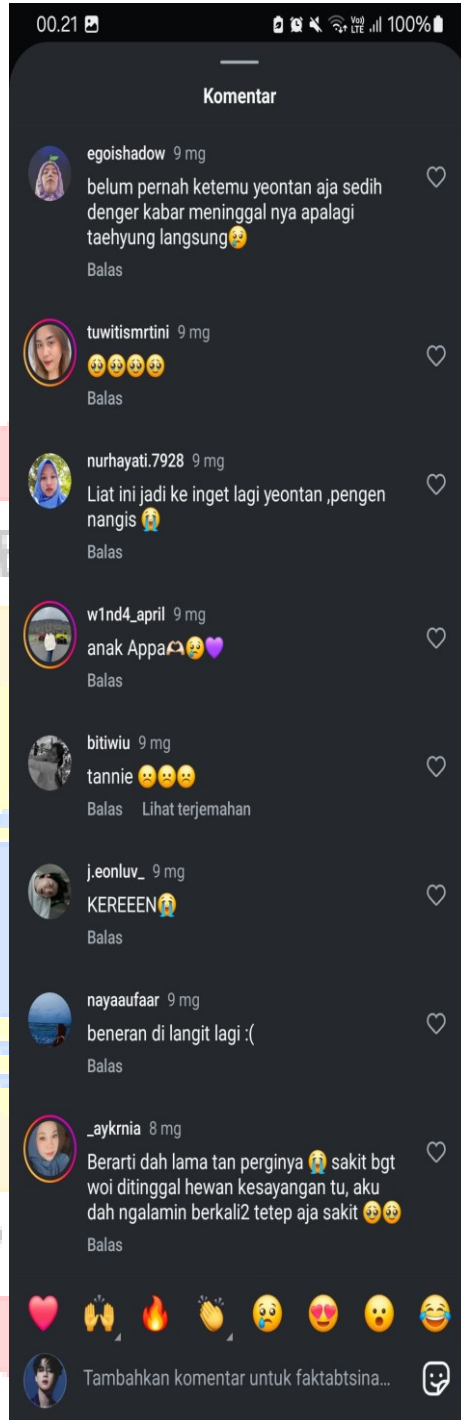 00.21 100%
Komentar
egoishadow 9 mg
belum pernah ketemu yeontan aja sedih
denger kabar meninggal nya apalagi
taehyung langsung😢
Balas
tuwitismrtini 9 mg
🥹🥹🥹🥹
Balas
nurhayati.7928 9 mg
Liat ini jadi ke inget lagi yeontan ,pengen
nangis 😭
Balas
w1nd4_april 9 mg
anak Appa🫶🏻😢💜
Balas
bitiwiu 9 mg
tannie ☹️☹️☹️
Balas Lihat terjemahan
j.eonluv_ 9 mg
KEREEEN😭
Balas
nayaaufaar 9 mg
beneran di langit lagi :(
Balas
_aykrnia 8 mg
Berarti dah lama tan perginya 😭 sakit bgt
woi ditinggal hewan kesayangan tu, aku
dah ngalamin berkali2 tetep aja sakit 🥹🥹
Balas
Tambahkan komentar untuk faktabtsina...